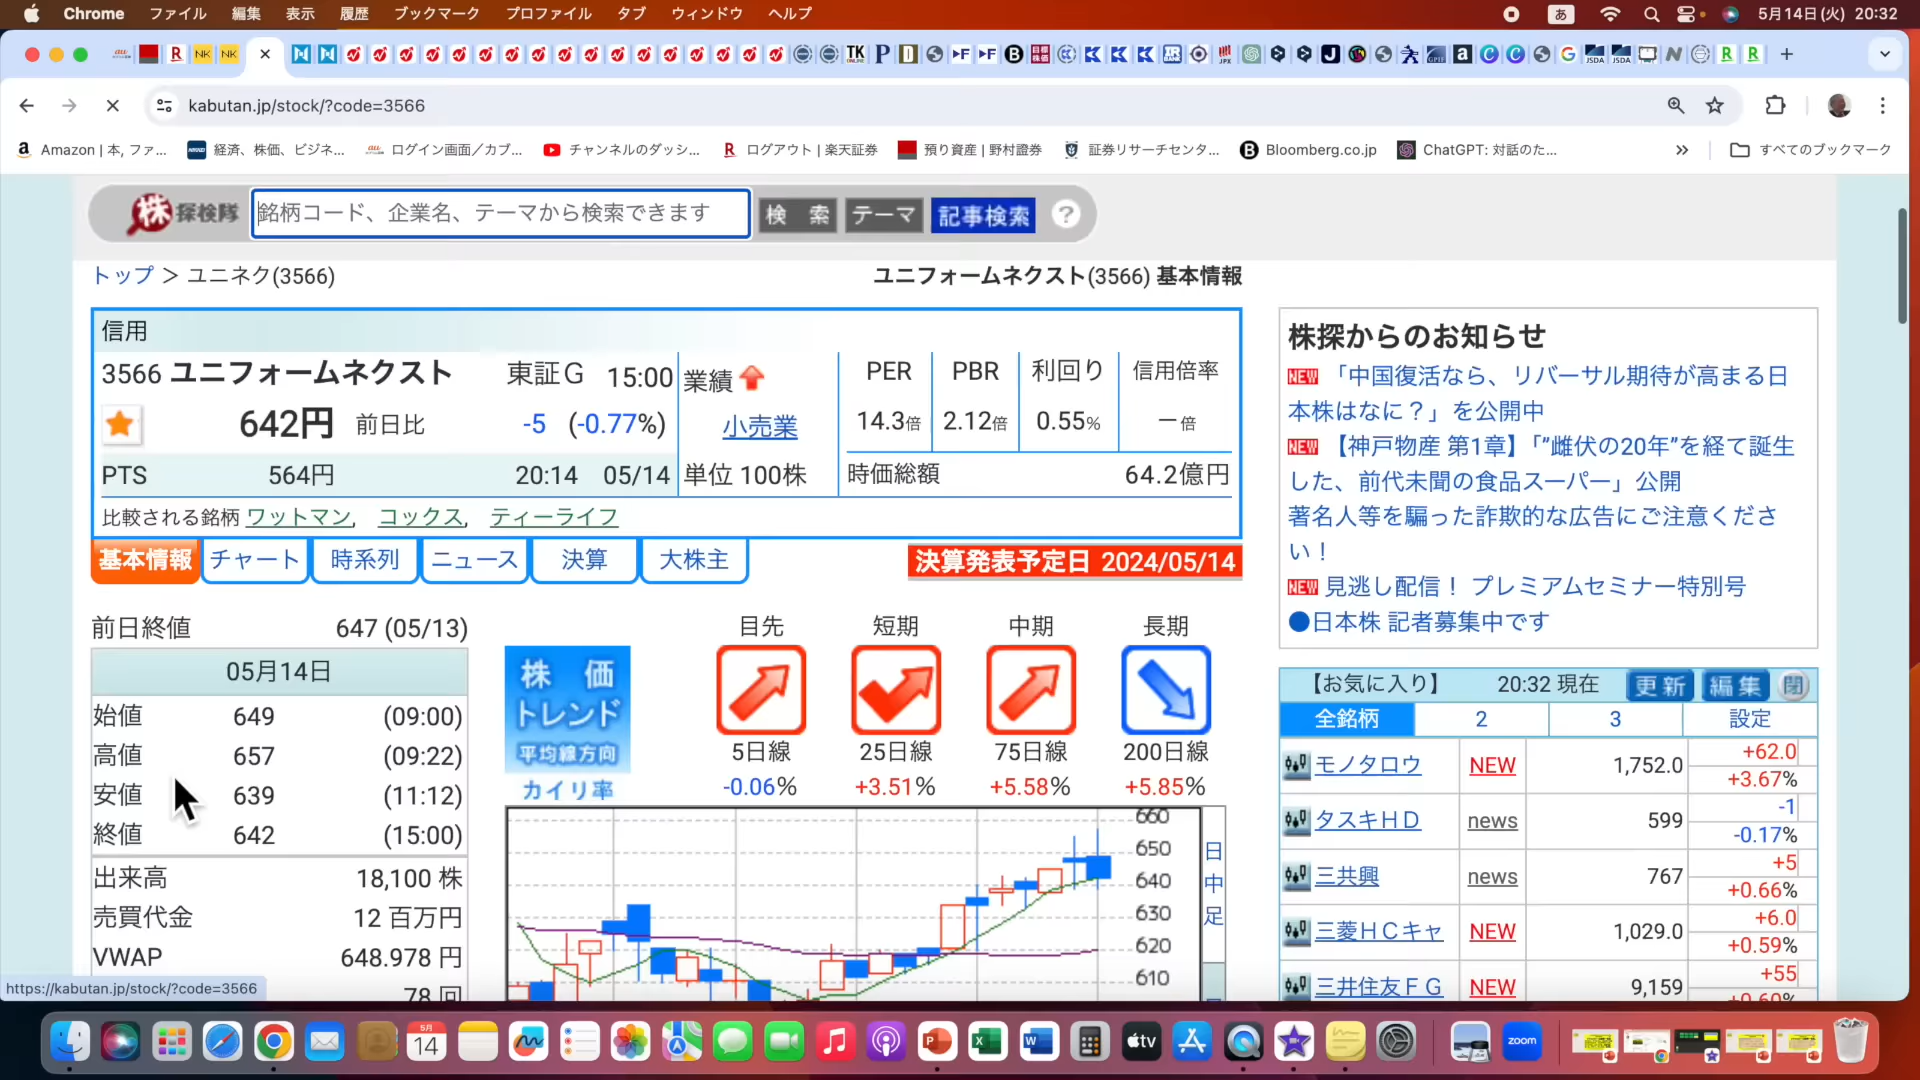 Chrome ファイル 編集 表示 履歴 ブックマーク プロファイル タブ ウィンドウ ヘルプ あ 5月14日(火) 20:32
kabutan.jp/stock/?code=3566
Amazon | 本, ファ... 経済、株価、ビジネ... ログイン画面／カブ... チャンネルのダッシ... ログアウト | 楽天証券 預り資産 | 野村證券 証券リサーチセンタ... Bloomberg.co.jp ChatGPT: 対話のた... » すべてのブックマーク
株探検隊 銘柄コード、企業名、テーマから検索できます 検 索 テーマ 記事検索 ?
トップ > ユニネク(3566) ユニフォームネクスト(3566) 基本情報
信用
3566 ユニフォームネクスト 東証Ｇ 15:00 業績
642円 前日比 -5 (-0.77%) 小売業
PTS 564円 20:14 05/14 単位 100株
PER PBR 利回り 信用倍率
14.3倍 2.12倍 0.55% －倍
時価総額 64.2億円
比較される銘柄 ワットマン, コックス, ティーライフ
基本情報 チャート 時系列 ニュース 決算 大株主 決算発表予定日 2024/05/14
前日終値 647 (05/13)
05月14日
始値 649 (09:00)
高値 657 (09:22)
安値 639 (11:12)
終値 642 (15:00)
出来高 18,100 株
売買代金 12 百万円
VWAP 648.978 円
78 回
https://kabutan.jp/stock/?code=3566
株 価
トレンド
平均線方向
カイリ率
目先 短期 中期 長期
5日線 25日線 75日線 200日線
-0.06% +3.51% +5.58% +5.85%
660
650
640
630
620
610
日
中
足
株探からのお知らせ
NEW 「中国復活なら、リバーサル期待が高まる日
本株はなに？」を公開中
NEW 【神戸物産 第1章】「”雌伏の20年”を経て誕生
した、前代未聞の食品スーパー」公開
著名人等を騙った詐欺的な広告にご注意くださ
い！
NEW 見逃し配信！ プレミアムセミナー特別号
●日本株 記者募集中です
【お気に入り】 20:32 現在 更新 編集 閉
全銘柄 2 3 設定
モノタロウ NEW 1,752.0 +62.0 +3.67%
タスキＨＤ news 599 -1 -0.17%
三共興 news 767 +5 +0.66%
三菱ＨＣキャ NEW 1,029.0 +6.0 +0.59%
三井住友ＦＧ NEW 9,159 +55 +0.60%
5月
14
tv
zoom